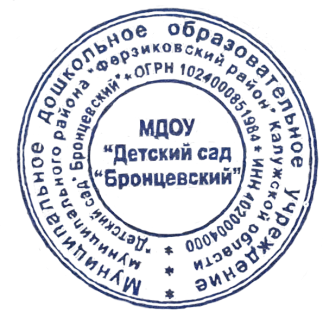 Муниципальное дошкольное образовательное учреждение
муниципального района "Ферзиковский район" Калужской области
"Детский сад "Бронцевский" * ОГРН 1024000851984 * ИНН 4020004000
* * *
МДОУ
"Детский сад
"Бронцевский"